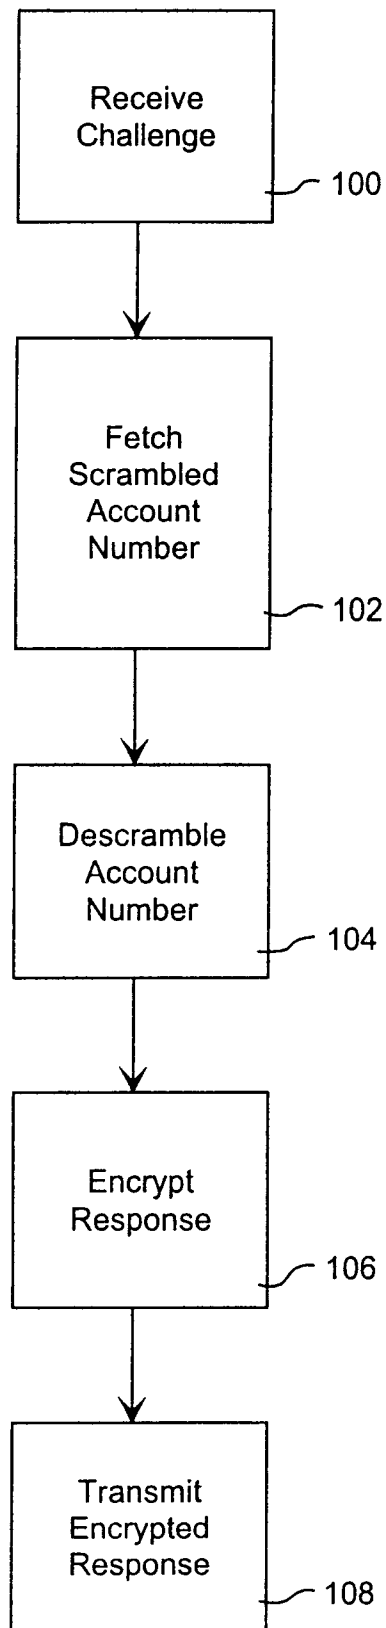 Receive
Challenge
100
Fetch
Scrambled
Account
Number
102
Descramble
Account
Number
104
Encrypt
Response
106
Transmit
Encrypted
Response
108